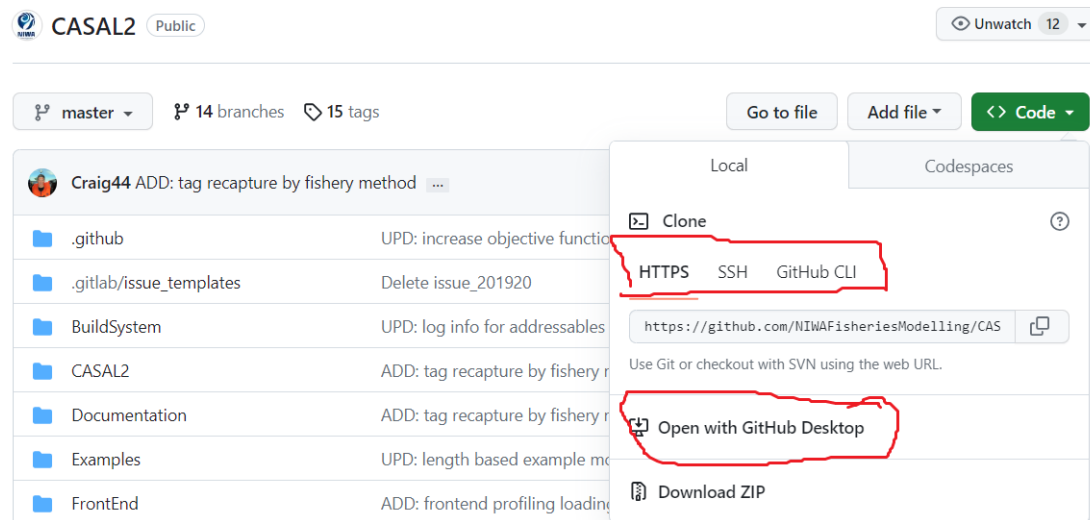 NIWA
CASAL2 Public
Unwatch 12
master 14 branches 15 tags
Go to file Add file <> Code
Local Codespaces
Craig44 ADD: tag recapture by fishery method ...
Clone
.github UPD: increase objective functio
HTTPS SSH GitHub CLI
.gitlab/issue_templates Delete issue_201920
BuildSystem UPD: log info for addressables
https://github.com/NIWAFisheriesModelling/CAS
CASAL2 ADD: tag recapture by fishery r
Use Git or checkout with SVN using the web URL.
Documentation ADD: tag recapture by fishery r
Open with GitHub Desktop
Examples UPD: length based example mo
Download ZIP
FrontEnd ADD: frontend profiling loading